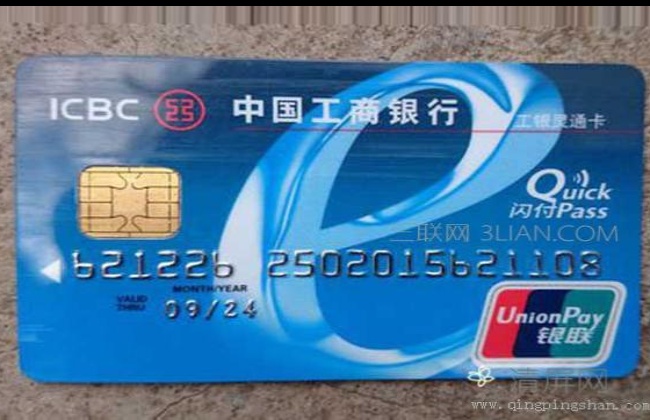 ICBC 中国工商银行
工银灵通卡
Quick
闪付Pass
三联网 3LIAN.COM
621226 2502015621108
MONTH/YEAR
VALID
THRU 09/24
UnionPay
银联
清屏网
www.qingpingshan.com